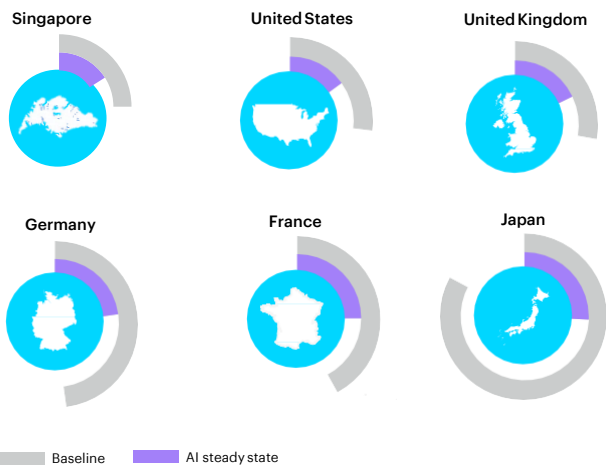 Singapore
United States
United Kingdom
Germany
France
Japan
Baseline
AI steady state